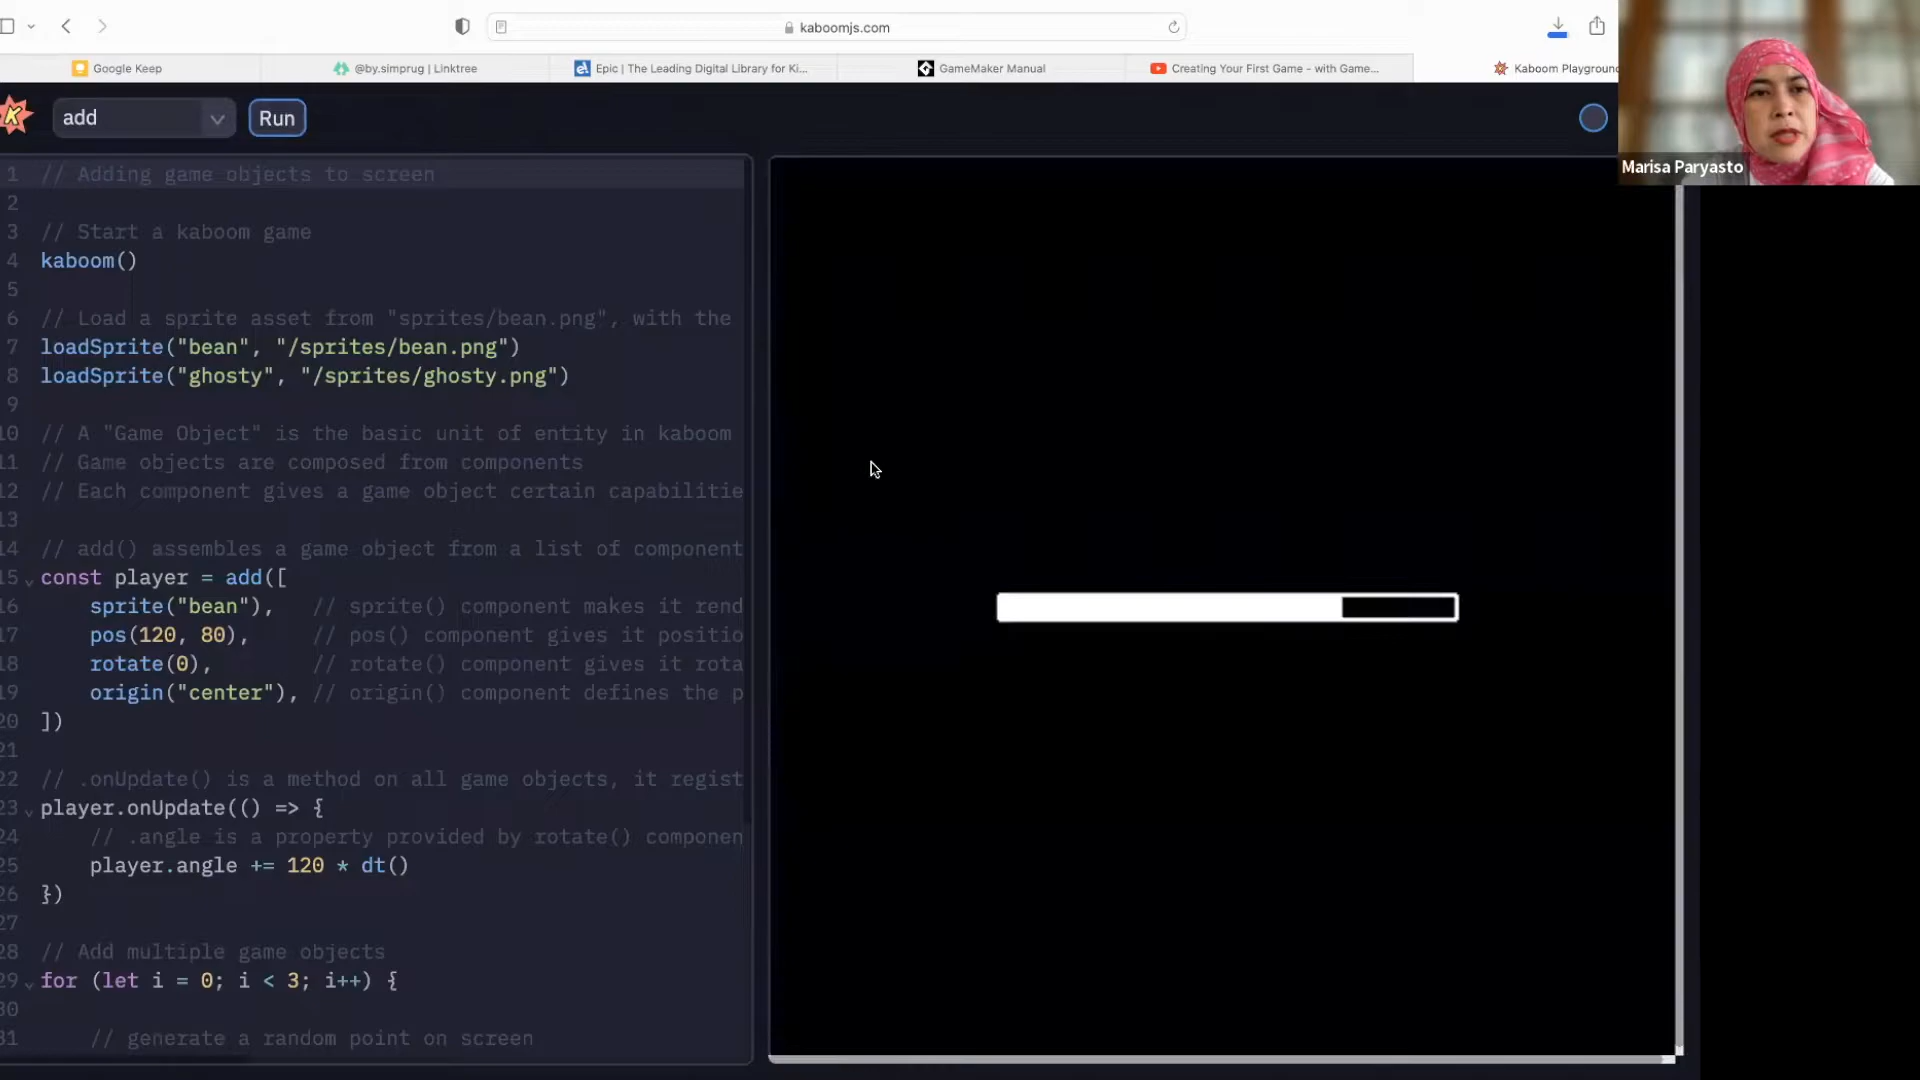 kaboomjs.com
Google Keep
@by.simprug | Linktree
Epic | The Leading Digital Library for Ki...
GameMaker Manual
Creating Your First Game - with Game...
Kaboom Playground
K
add
Run
Marisa Paryasto
1 // Adding game objects to screen
2
3 // Start a kaboom game
4 kaboom()
5
6 // Load a sprite asset from "sprites/bean.png", with the
7 loadSprite("bean", "/sprites/bean.png")
8 loadSprite("ghosty", "/sprites/ghosty.png")
9
10 // A "Game Object" is the basic unit of entity in kaboom
11 // Game objects are composed from components
12 // Each component gives a game object certain capabilitie
13
14 // add() assembles a game object from a list of component
15 const player = add([
16 sprite("bean"), // sprite() component makes it rend
17 pos(120, 80), // pos() component gives it positio
18 rotate(0), // rotate() component gives it rota
19 origin("center"), // origin() component defines the p
20 ])
21
22 // .onUpdate() is a method on all game objects, it regist
23 player.onUpdate(() => {
24 // .angle is a property provided by rotate() componen
25 player.angle += 120 * dt()
26 })
27
28 // Add multiple game objects
29 for (let i = 0; i < 3; i++) {
30
31 // generate a random point on screen